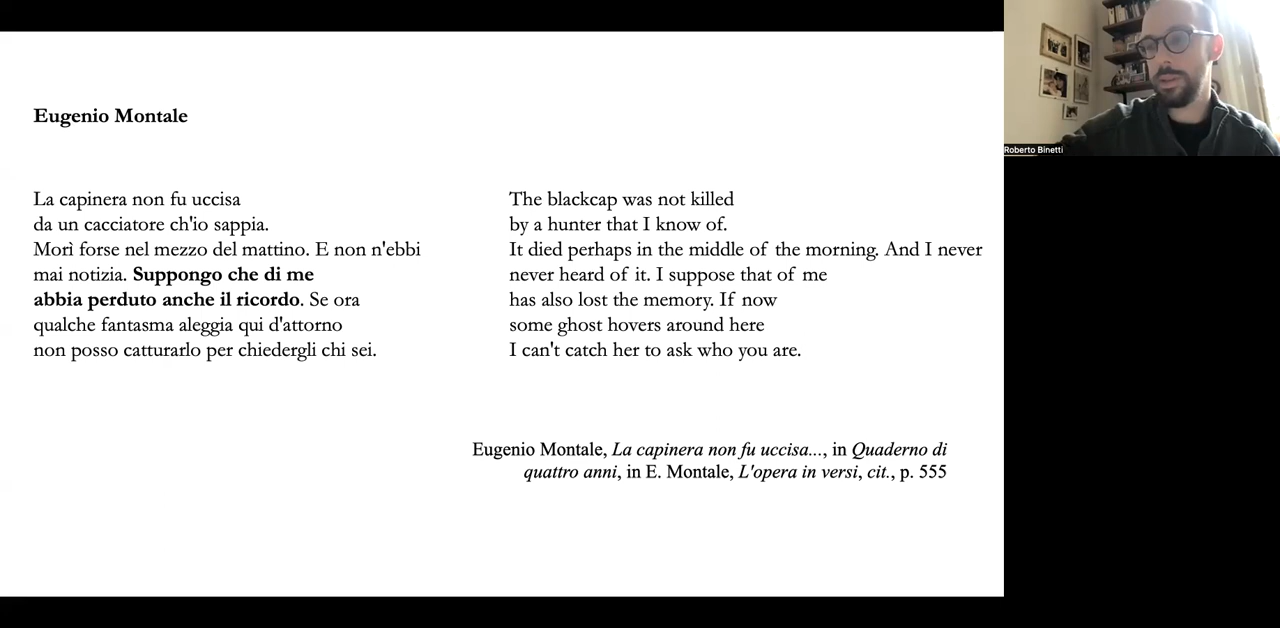 Eugenio Montale
La capinera non fu uccisa
da un cacciatore ch'io sappia.
Morì forse nel mezzo del mattino. E non n'ebbi
mai notizia. Suppongo che di me
abbia perduto anche il ricordo. Se ora
qualche fantasma aleggia qui d'attorno
non posso catturarlo per chiedergli chi sei.
The blackcap was not killed
by a hunter that I know of.
It died perhaps in the middle of the morning. And I never
never heard of it. I suppose that of me
has also lost the memory. If now
some ghost hovers around here
I can't catch her to ask who you are.
Eugenio Montale, La capinera non fu uccisa..., in Quaderno di
quattro anni, in E. Montale, L'opera in versi, cit., p. 555
Roberto Binetti